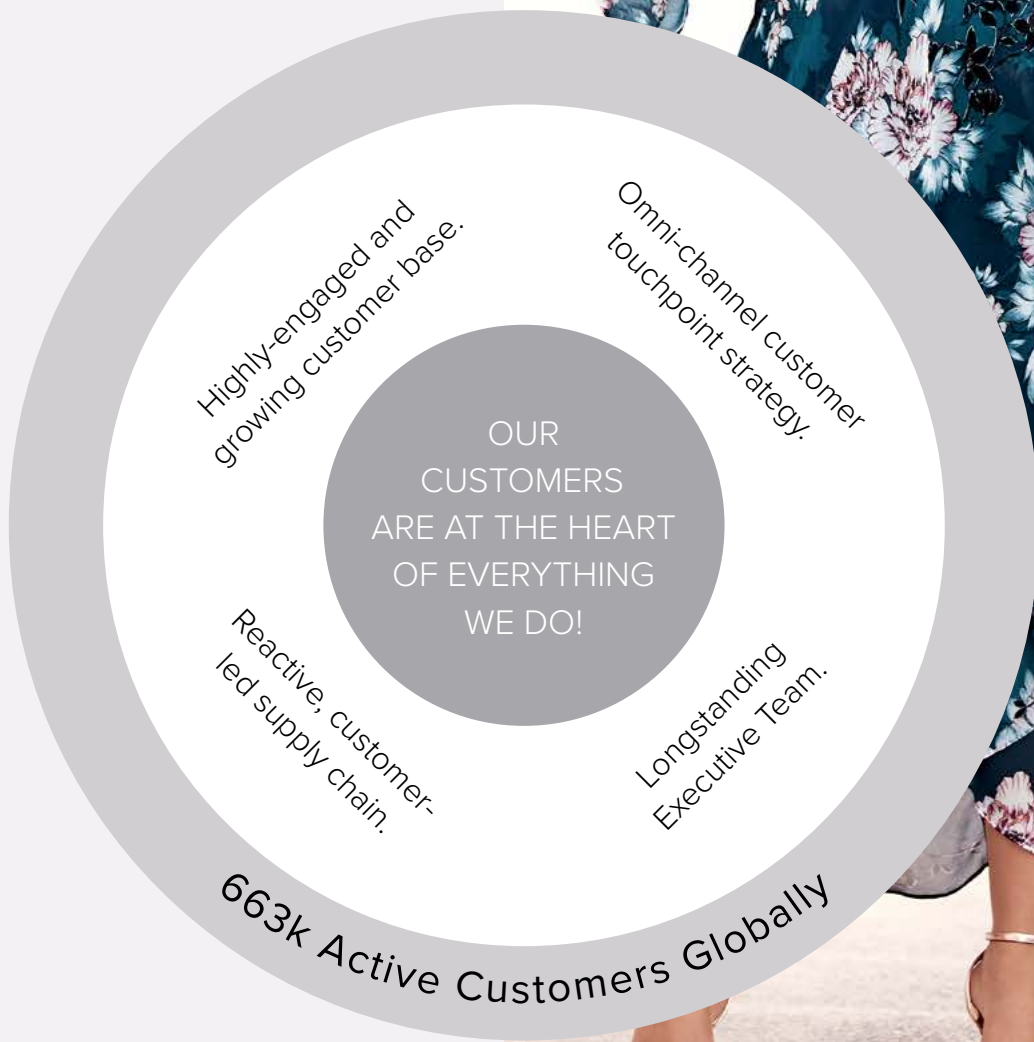 Highly-engaged and
growing customer base.
Omni-channel customer
touchpoint strategy.
OUR
CUSTOMERS
ARE AT THE HEART
OF EVERYTHING
WE DO!
Reactive, customer-
led supply chain.
Longstanding
Executive Team.
663k Active Customers Globally